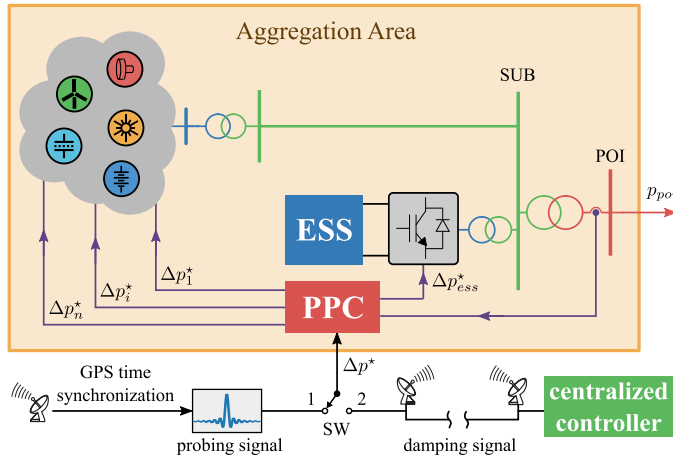 Aggregation Area
SUB
POI
p_po
ESS
Δp*_1
Δp*_i
Δp*_n
Δp*_ess
PPC
GPS time
synchronization
Δp*
1
2
SW
probing signal
damping signal
centralized
controller